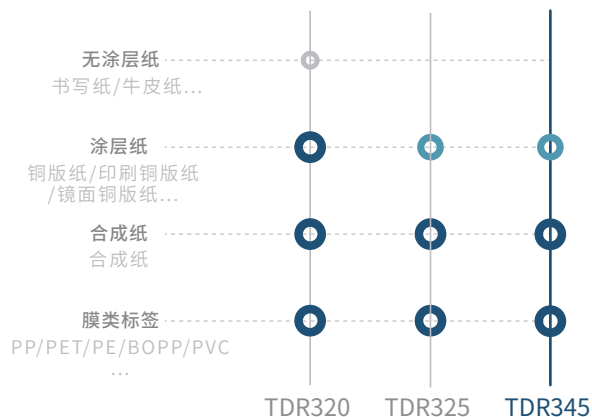 无涂层纸
书写纸/牛皮纸...
涂层纸
铜版纸/印刷铜版纸
/镜面铜版纸...
合成纸
合成纸
膜类标签
PP/PET/PE/BOPP/PVC
...
TDR320 TDR325 TDR345